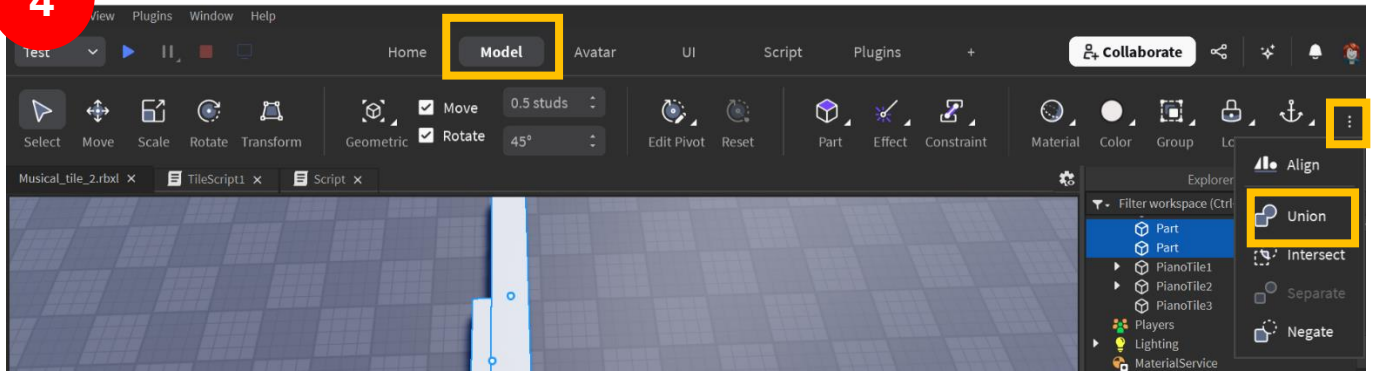 4
View Plugins Window Help
Test Home Model Avatar UI Script Plugins + Collaborate
Move 0.5 studs
Rotate 45°
Select Move Scale Rotate Transform Geometric Edit Pivot Reset Part Effect Constraint Material Color Group
Align
Musical_tile_2.rbxl × TileScript1 × Script × Explorer
Filter workspace (Ctrl-
Union
Part
Part
Intersect
PianoTile1
PianoTile2
Separate
PianoTile3
Players
Negate
Lighting
MaterialService